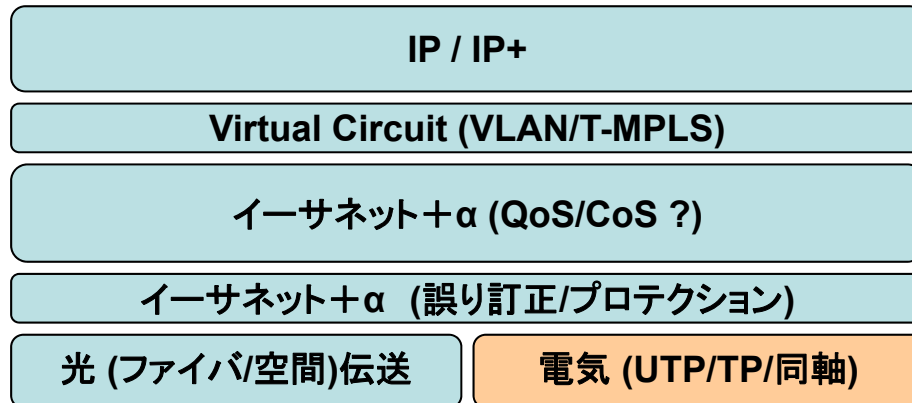 IP / IP+
Virtual Circuit (VLAN/T-MPLS)
イーサネット＋α (QoS/CoS ?)
イーサネット＋α (誤り訂正/プロテクション)
光 (ファイバ/空間)伝送
電気 (UTP/TP/同軸)